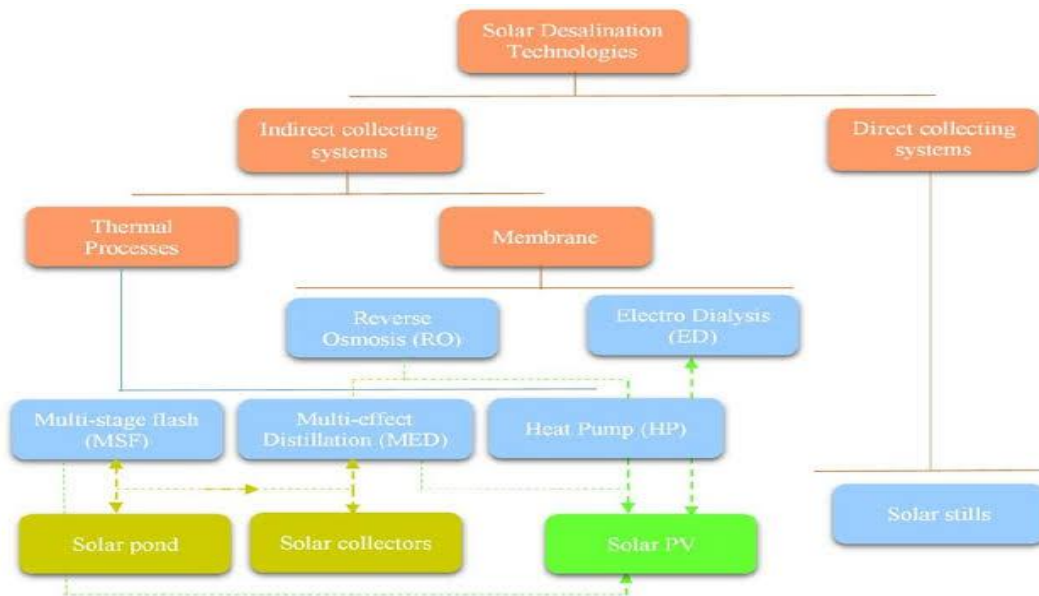 Solar Desalination
Technologies
Indirect collecting
systems
Direct collecting
systems
Thermal
Processes
Membrane
Reverse
Osmosis (RO)
Electro Dialysis
(ED)
Multi-stage flash
(MSF)
Multi-effect
Distillation (MED)
Heat Pump (HP)
Solar stills
Solar pond
Solar collectors
Solar PV